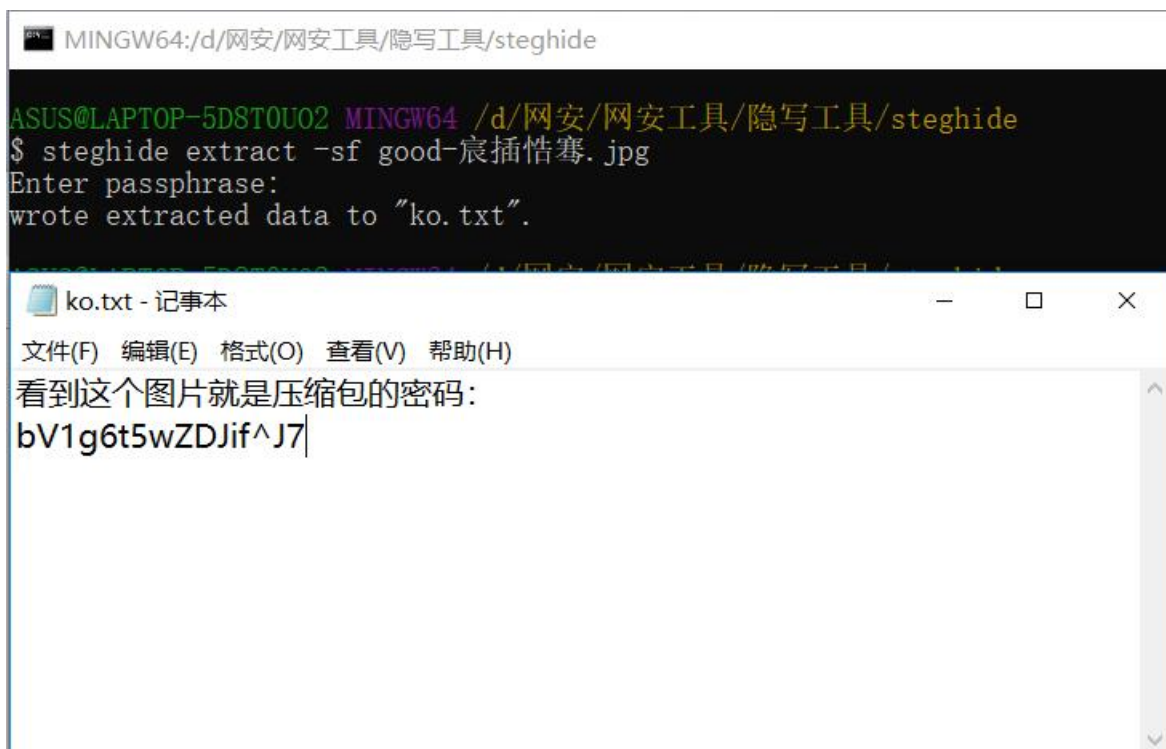 MINGW64:/d/网安/网安工具/隐写工具/steghide
ASUS@LAPTOP-5D8T0UO2 MINGW64 /d/网安/网安工具/隐写工具/steghide
$ steghide extract -sf good-宸插悎骞.jpg
Enter passphrase:
wrote extracted data to "ko.txt".
ko.txt - 记事本
文件(F) 编辑(E) 格式(O) 查看(V) 帮助(H)
看到这个图片就是压缩包的密码：
bV1g6t5wZDJif^J7